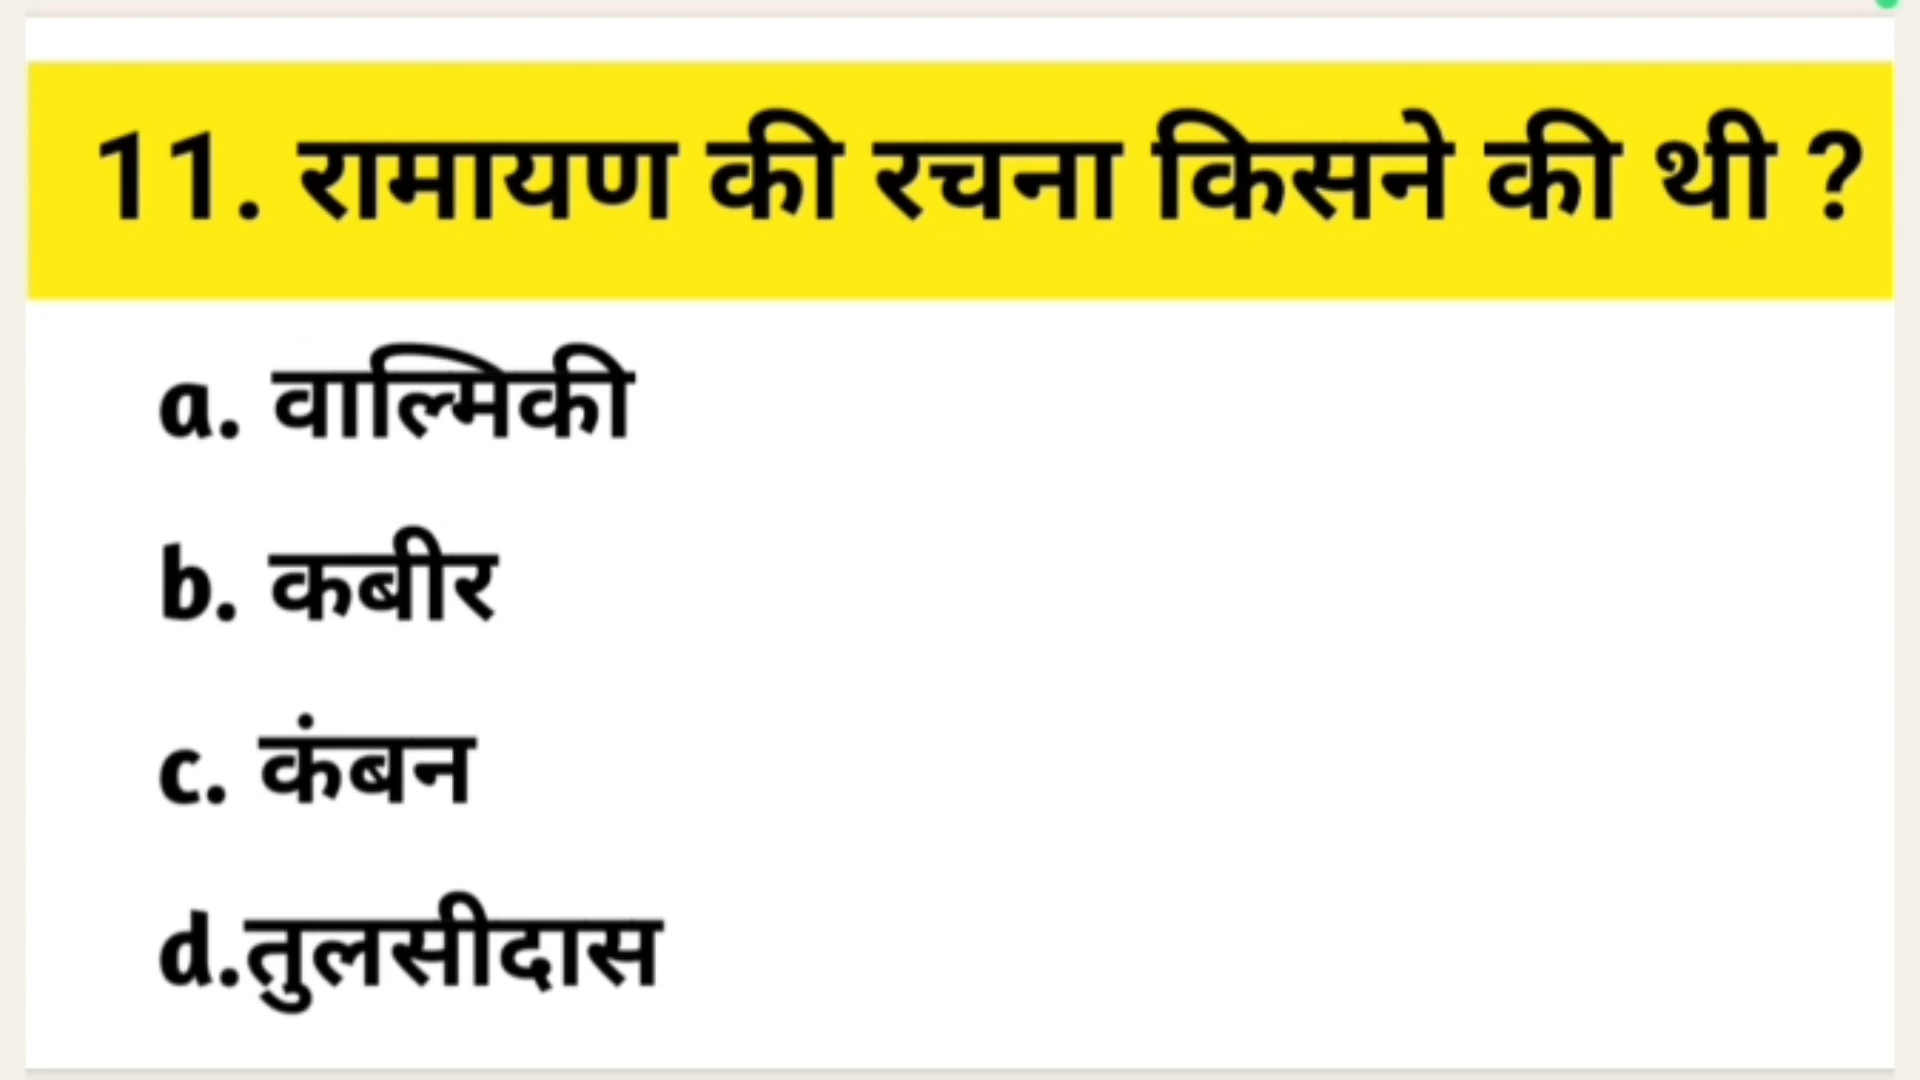 11. रामायण की रचना किसने की थी ?
a. वाल्मिकी
b. कबीर
c. कंबन
d.तुलसीदास